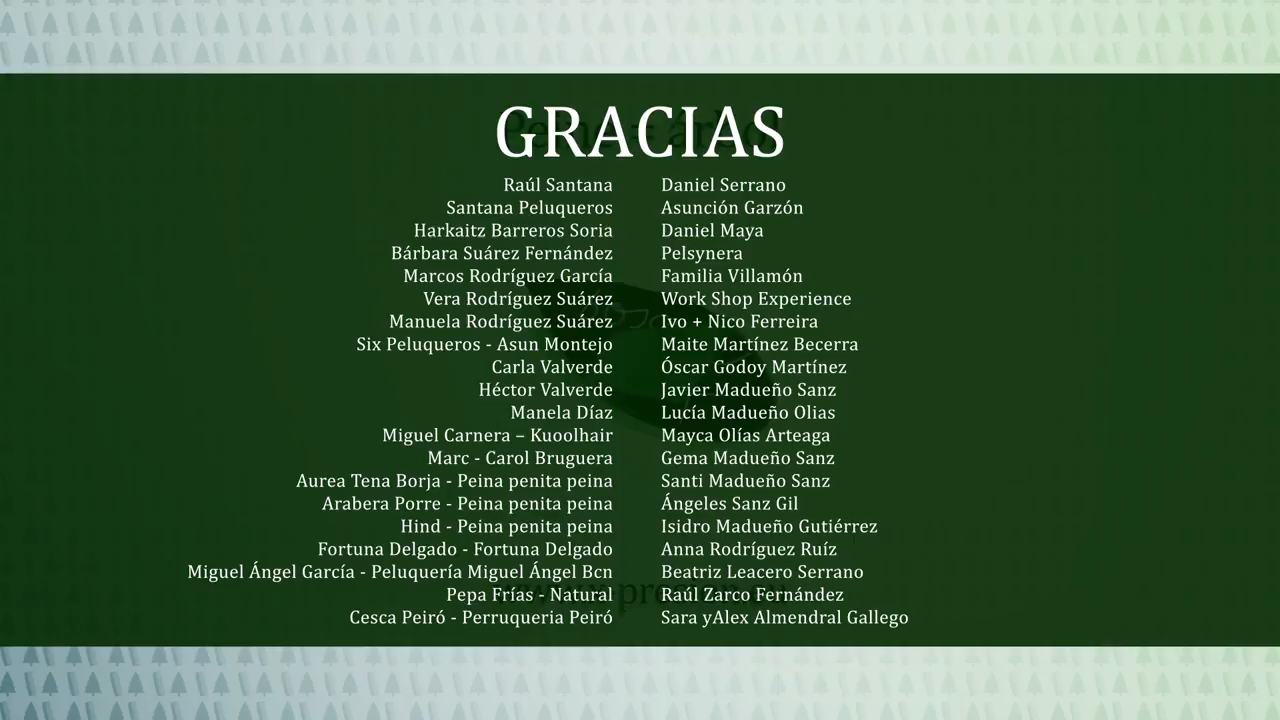 GRACIAS
Raúl Santana
Santana Peluqueros
Harkaitz Barreros Soria
Bárbara Suárez Fernández
Marcos Rodríguez García
Vera Rodríguez Suárez
Manuela Rodríguez Suárez
Six Peluqueros - Asun Montejo
Carla Valverde
Héctor Valverde
Manela Díaz
Miguel Carnera – Kuoolhair
Marc - Carol Bruguera
Aurea Tena Borja - Peina penita peina
Arabera Porre - Peina penita peina
Hind - Peina penita peina
Fortuna Delgado - Fortuna Delgado
Miguel Ángel García - Peluquería Miguel Ángel Bcn
Pepa Frías - Natural
Cesca Peiró - Perruqueria Peiró
Daniel Serrano
Asunción Garzón
Daniel Maya
Pelsynera
Familia Villamón
Work Shop Experience
Ivo + Nico Ferreira
Maite Martínez Becerra
Óscar Godoy Martínez
Javier Madueño Sanz
Lucía Madueño Olias
Mayca Olías Arteaga
Gema Madueño Sanz
Santi Madueño Sanz
Ángeles Sanz Gil
Isidro Madueño Gutiérrez
Anna Rodríguez Ruíz
Beatriz Leacero Serrano
Raúl Zarco Fernández
Sara yAlex Almendral Gallego